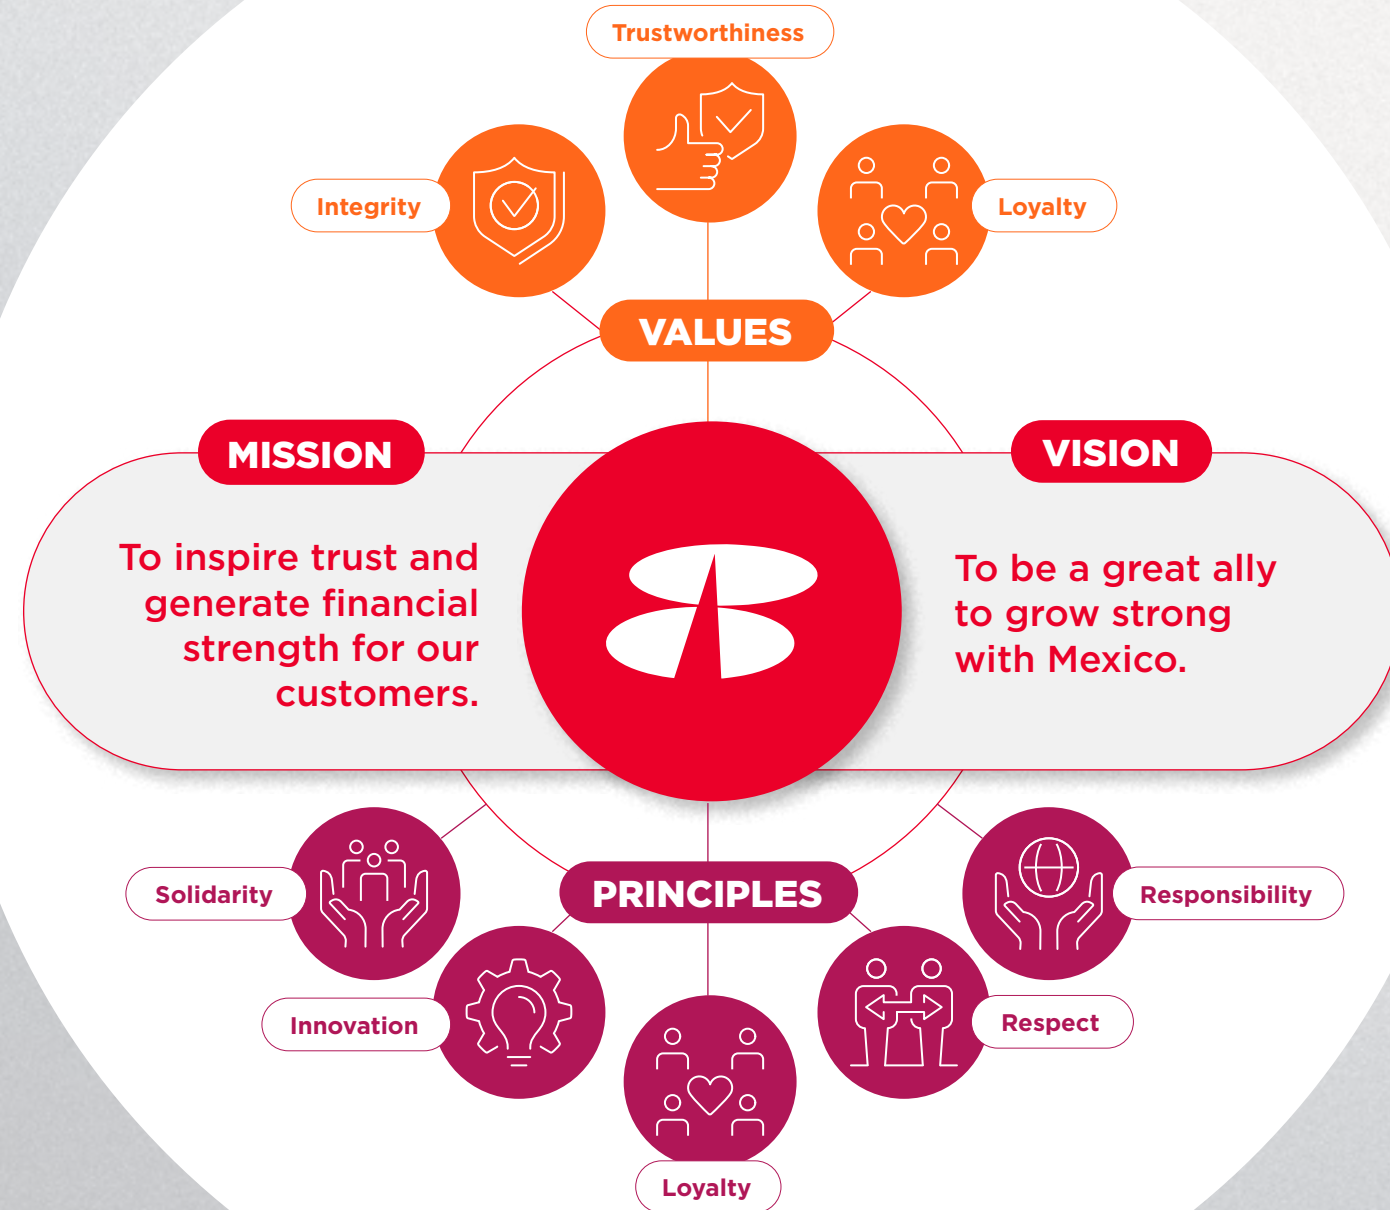 Trustworthiness
Integrity
Loyalty
VALUES
MISSION
To inspire trust and
generate financial
strength for our
customers.
VISION
To be a great ally
to grow strong
with Mexico.
PRINCIPLES
Solidarity
Responsibility
Innovation
Respect
Loyalty